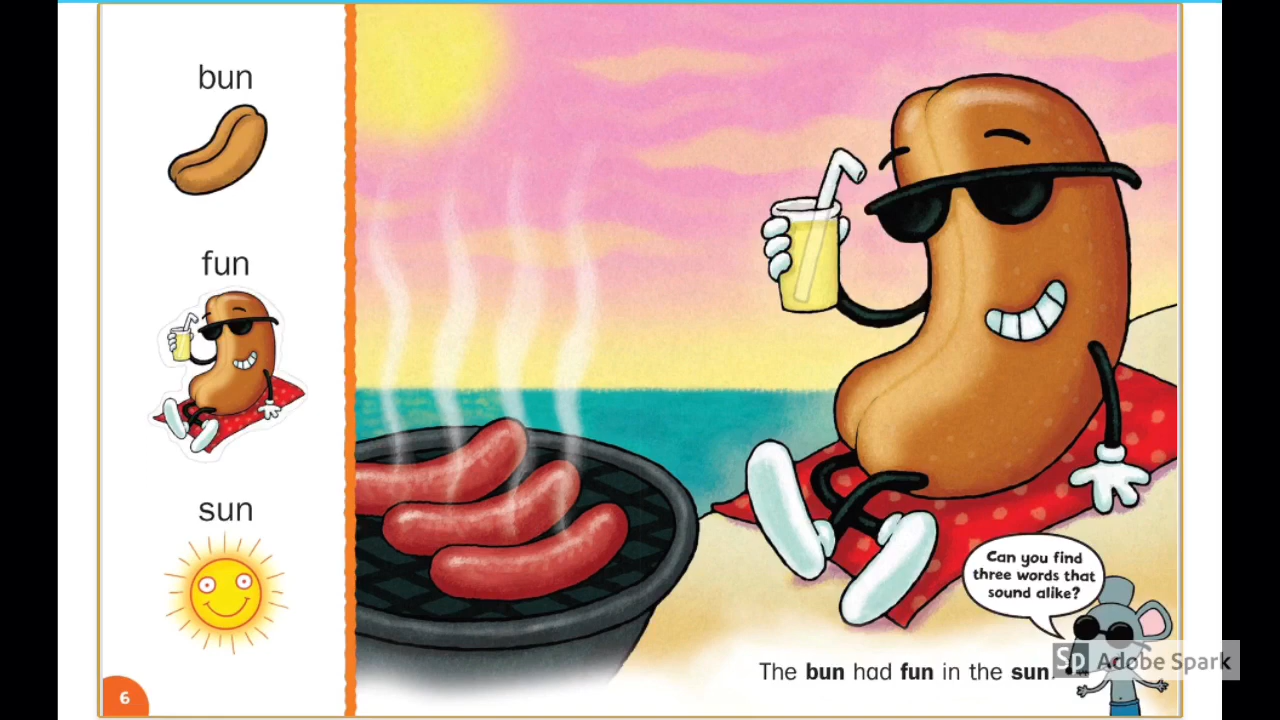 bun
fun
sun
6
Can you find
three words that
sound alike?
The bun had fun in the sun.
Sp Adobe Spark